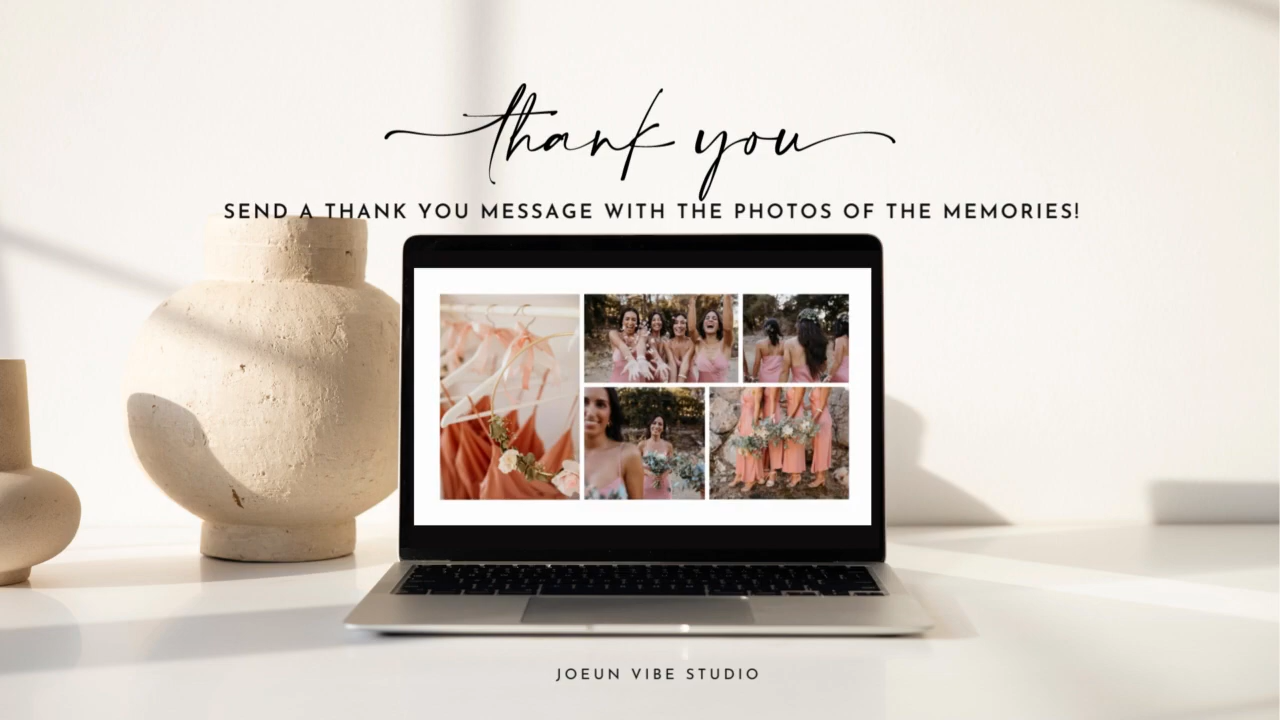 thank you
SEND A THANK YOU MESSAGE WITH THE PHOTOS OF THE MEMORIES!
JOEUN VIBE STUDIO